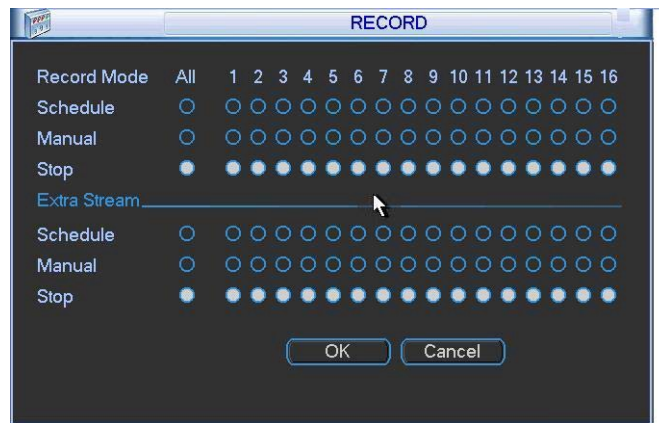 RECORD
Record Mode All 1 2 3 4 5 6 7 8 9 10 11 12 13 14 15 16
Schedule
Manual
Stop
Extra Stream
Schedule
Manual
Stop
OK Cancel